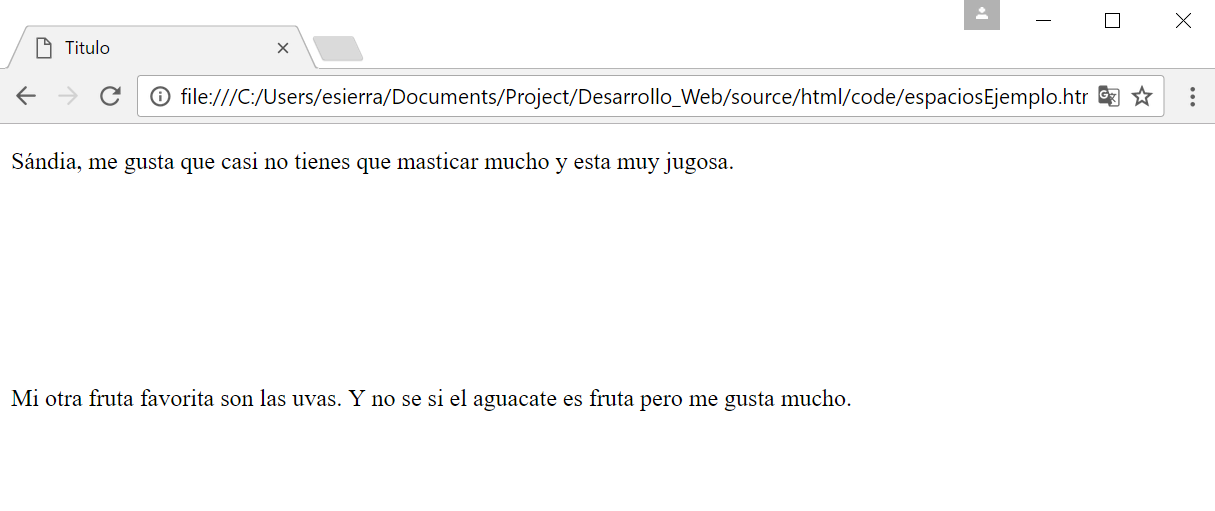 Titulo
file:///C:/Users/esierra/Documents/Project/Desarrollo_Web/source/html/code/espaciosEjemplo.htm
Sándia, me gusta que casi no tienes que masticar mucho y esta muy jugosa.
Mi otra fruta favorita son las uvas. Y no se si el aguacate es fruta pero me gusta mucho.